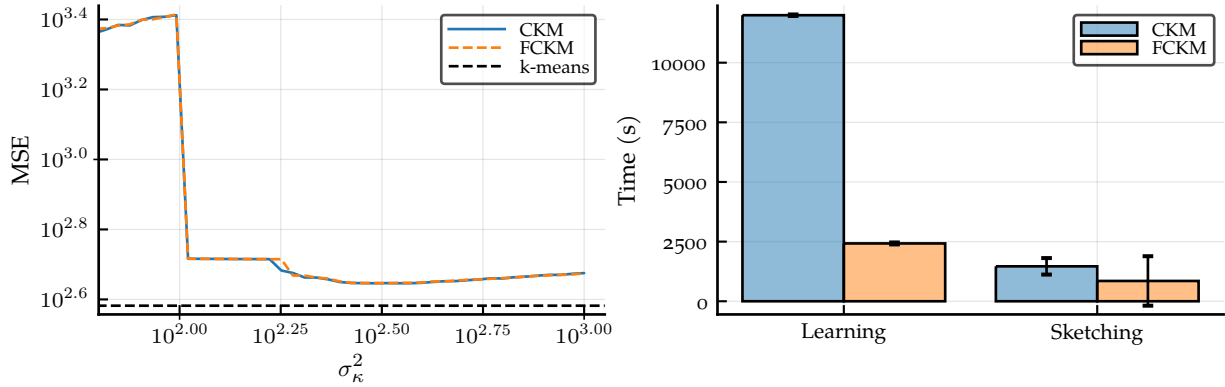 MSE
10^3.4
10^3.2
10^3.0
10^2.8
10^2.6
CKM
FCKM
k-means
10^2.00
10^2.25
10^2.50
10^2.75
10^3.00
σ²_κ
Time (s)
10000
7500
5000
2500
0
CKM
FCKM
Learning
Sketching